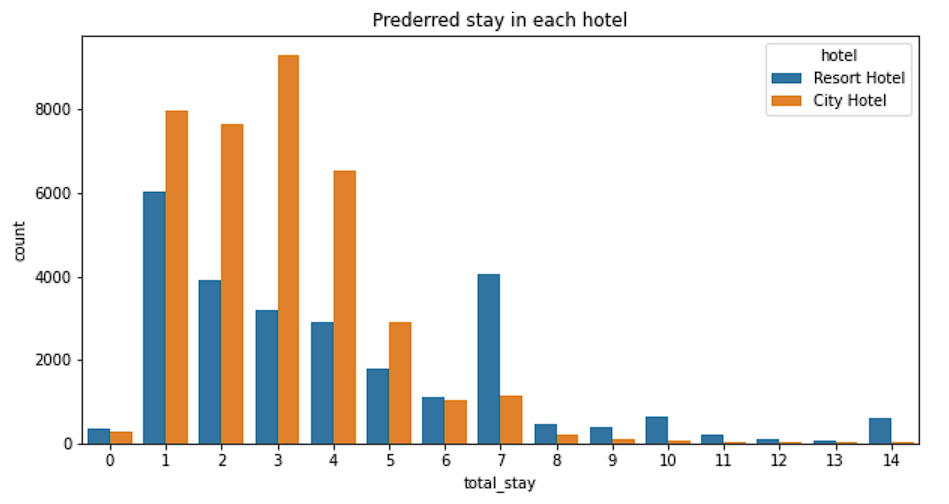 Prederred stay in each hotel
hotel
Resort Hotel
City Hotel
8000
6000
4000
2000
0
count
0 1 2 3 4 5 6 7 8 9 10 11 12 13 14
total_stay